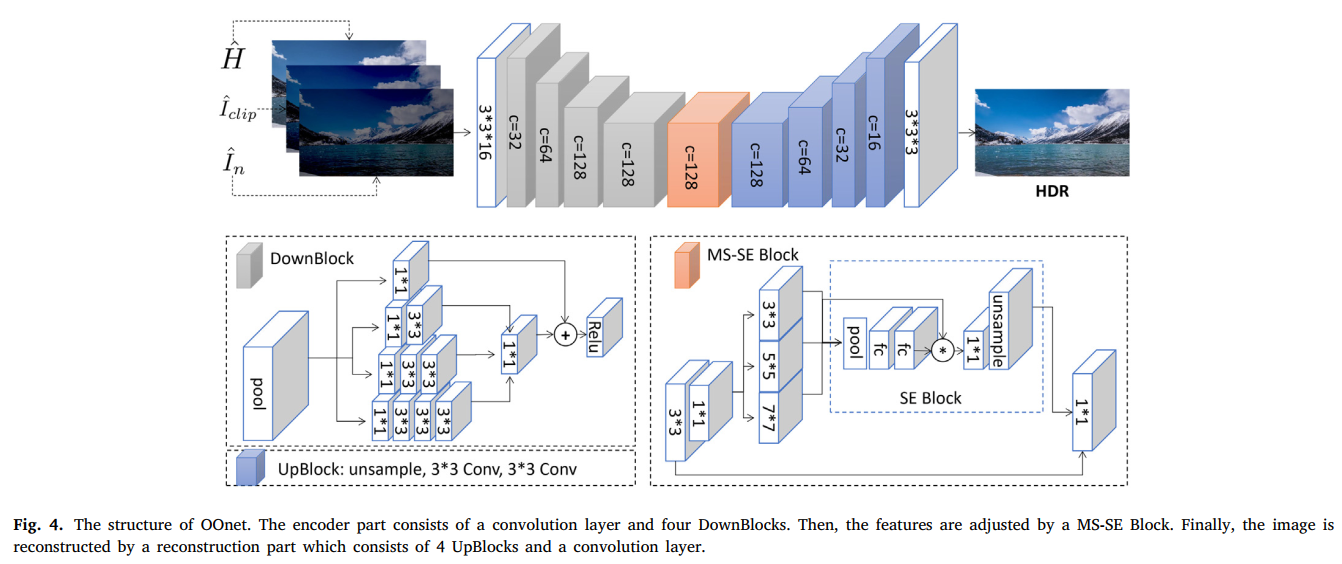 Ĥ
Î_clip
Î_n
3*3*16
c=32
c=64
c=128
c=128
c=128
c=128
c=64
c=32
c=16
3*3*3
HDR
DownBlock
pool
1*1
1*1
3*3
1*1
3*3
3*3
1*1
3*3
3*3
3*3
1*1
+
Relu
UpBlock: unsample, 3*3 Conv, 3*3 Conv
MS-SE Block
3*3
1*1
3*3
5*5
7*7
pool
fc
fc
*
1*1
unsample
SE Block
1*1
Fig. 4. The structure of OOnet. The encoder part consists of a convolution layer and four DownBlocks. Then, the features are adjusted by a MS-SE Block. Finally, the image is
reconstructed by a reconstruction part which consists of 4 UpBlocks and a convolution layer.